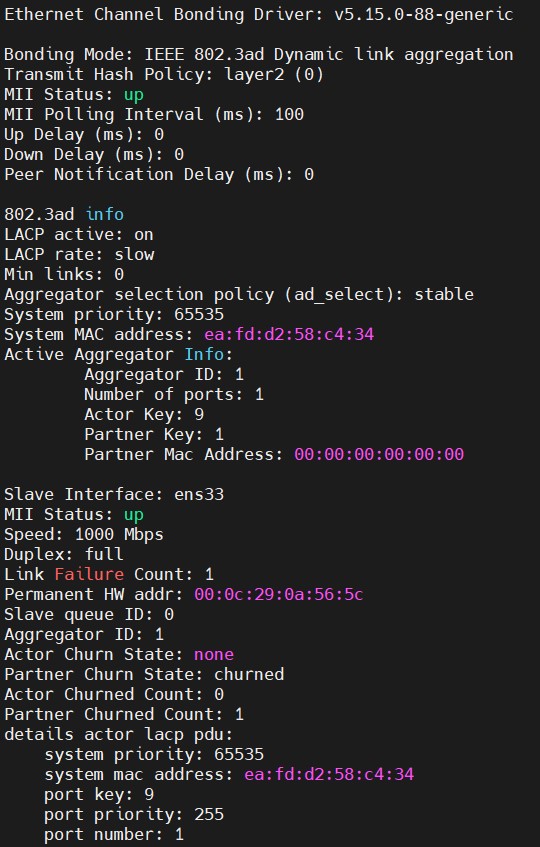 Ethernet Channel Bonding Driver: v5.15.0-88-generic
Bonding Mode: IEEE 802.3ad Dynamic link aggregation
Transmit Hash Policy: layer2 (0)
MII Status: up
MII Polling Interval (ms): 100
Up Delay (ms): 0
Down Delay (ms): 0
Peer Notification Delay (ms): 0
802.3ad info
LACP active: on
LACP rate: slow
Min links: 0
Aggregator selection policy (ad_select): stable
System priority: 65535
System MAC address: ea:fd:d2:58:c4:34
Active Aggregator Info:
Aggregator ID: 1
Number of ports: 1
Actor Key: 9
Partner Key: 1
Partner Mac Address: 00:00:00:00:00:00
Slave Interface: ens33
MII Status: up
Speed: 1000 Mbps
Duplex: full
Link Failure Count: 1
Permanent HW addr: 00:0c:29:0a:56:5c
Slave queue ID: 0
Aggregator ID: 1
Actor Churn State: none
Partner Churn State: churned
Actor Churned Count: 0
Partner Churned Count: 1
details actor lacp pdu:
system priority: 65535
system mac address: ea:fd:d2:58:c4:34
port key: 9
port priority: 255
port number: 1